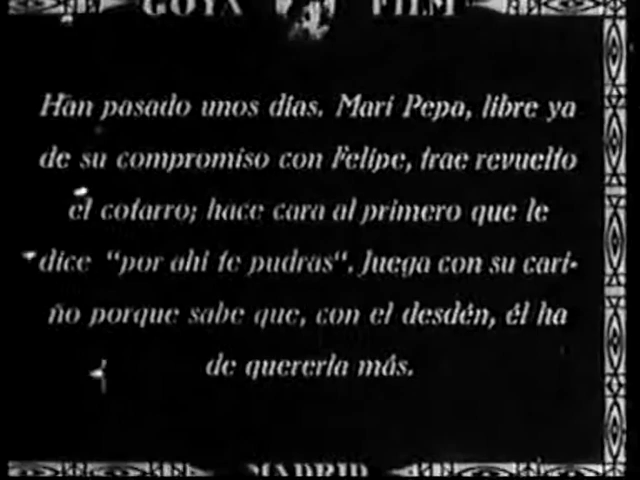 GOYA FILM
Han pasado unos días. Mari Pepa, libre ya
de su compromiso con Felipe, trae revuelto
el cotarro; hace cara al primero que le
dice "por ahí te pudras". Juega con su cari-
ño porque sabe que, con el desdén, él ha
de quererla más.
MADRID